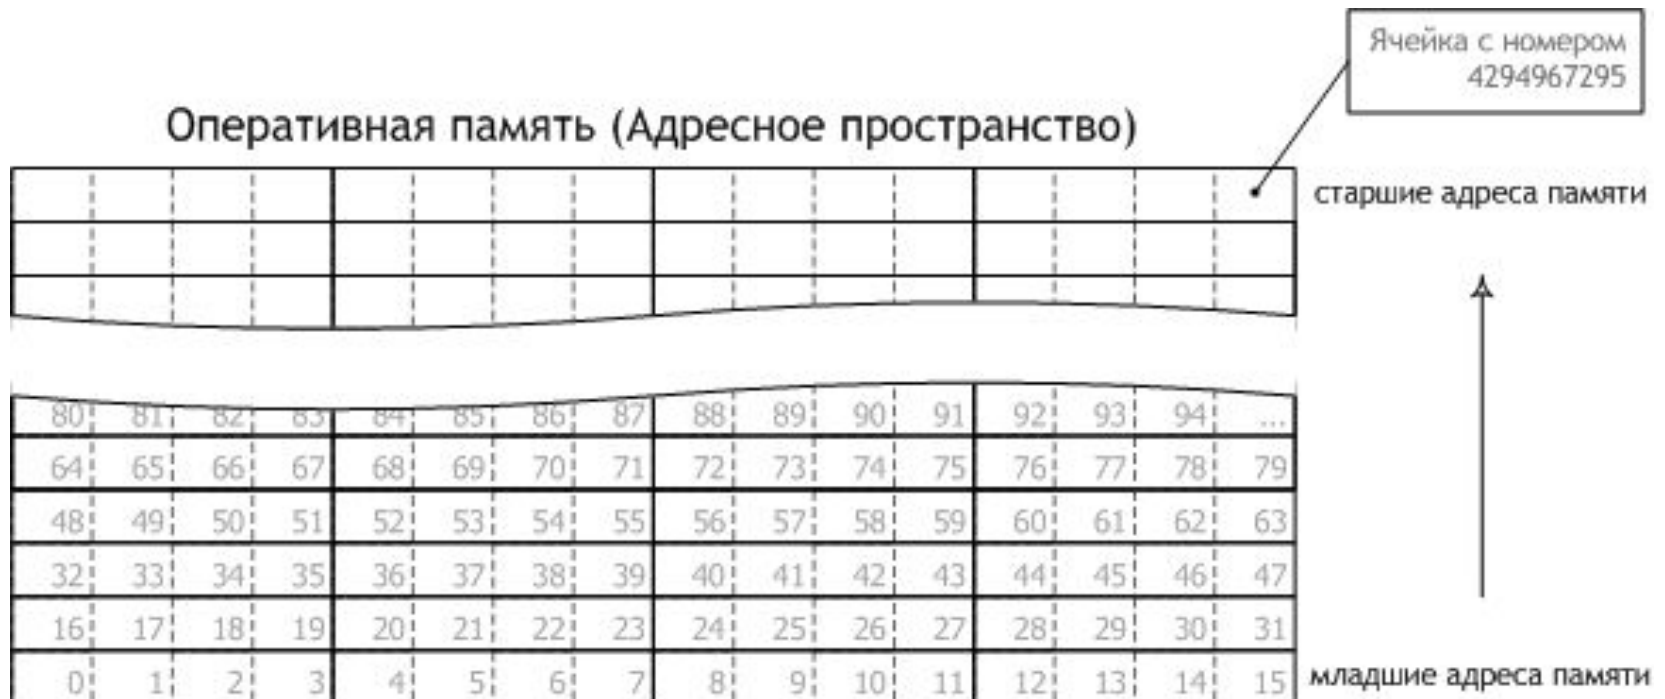 Ячейка с номером
4294967295
Оперативная память (Адресное пространство)
старшие адреса памяти
80 81 82 83 84 85 86 87 88 89 90 91 92 93 94 ...
64 65 66 67 68 69 70 71 72 73 74 75 76 77 78 79
48 49 50 51 52 53 54 55 56 57 58 59 60 61 62 63
32 33 34 35 36 37 38 39 40 41 42 43 44 45 46 47
16 17 18 19 20 21 22 23 24 25 26 27 28 29 30 31
0 1 2 3 4 5 6 7 8 9 10 11 12 13 14 15
младшие адреса памяти